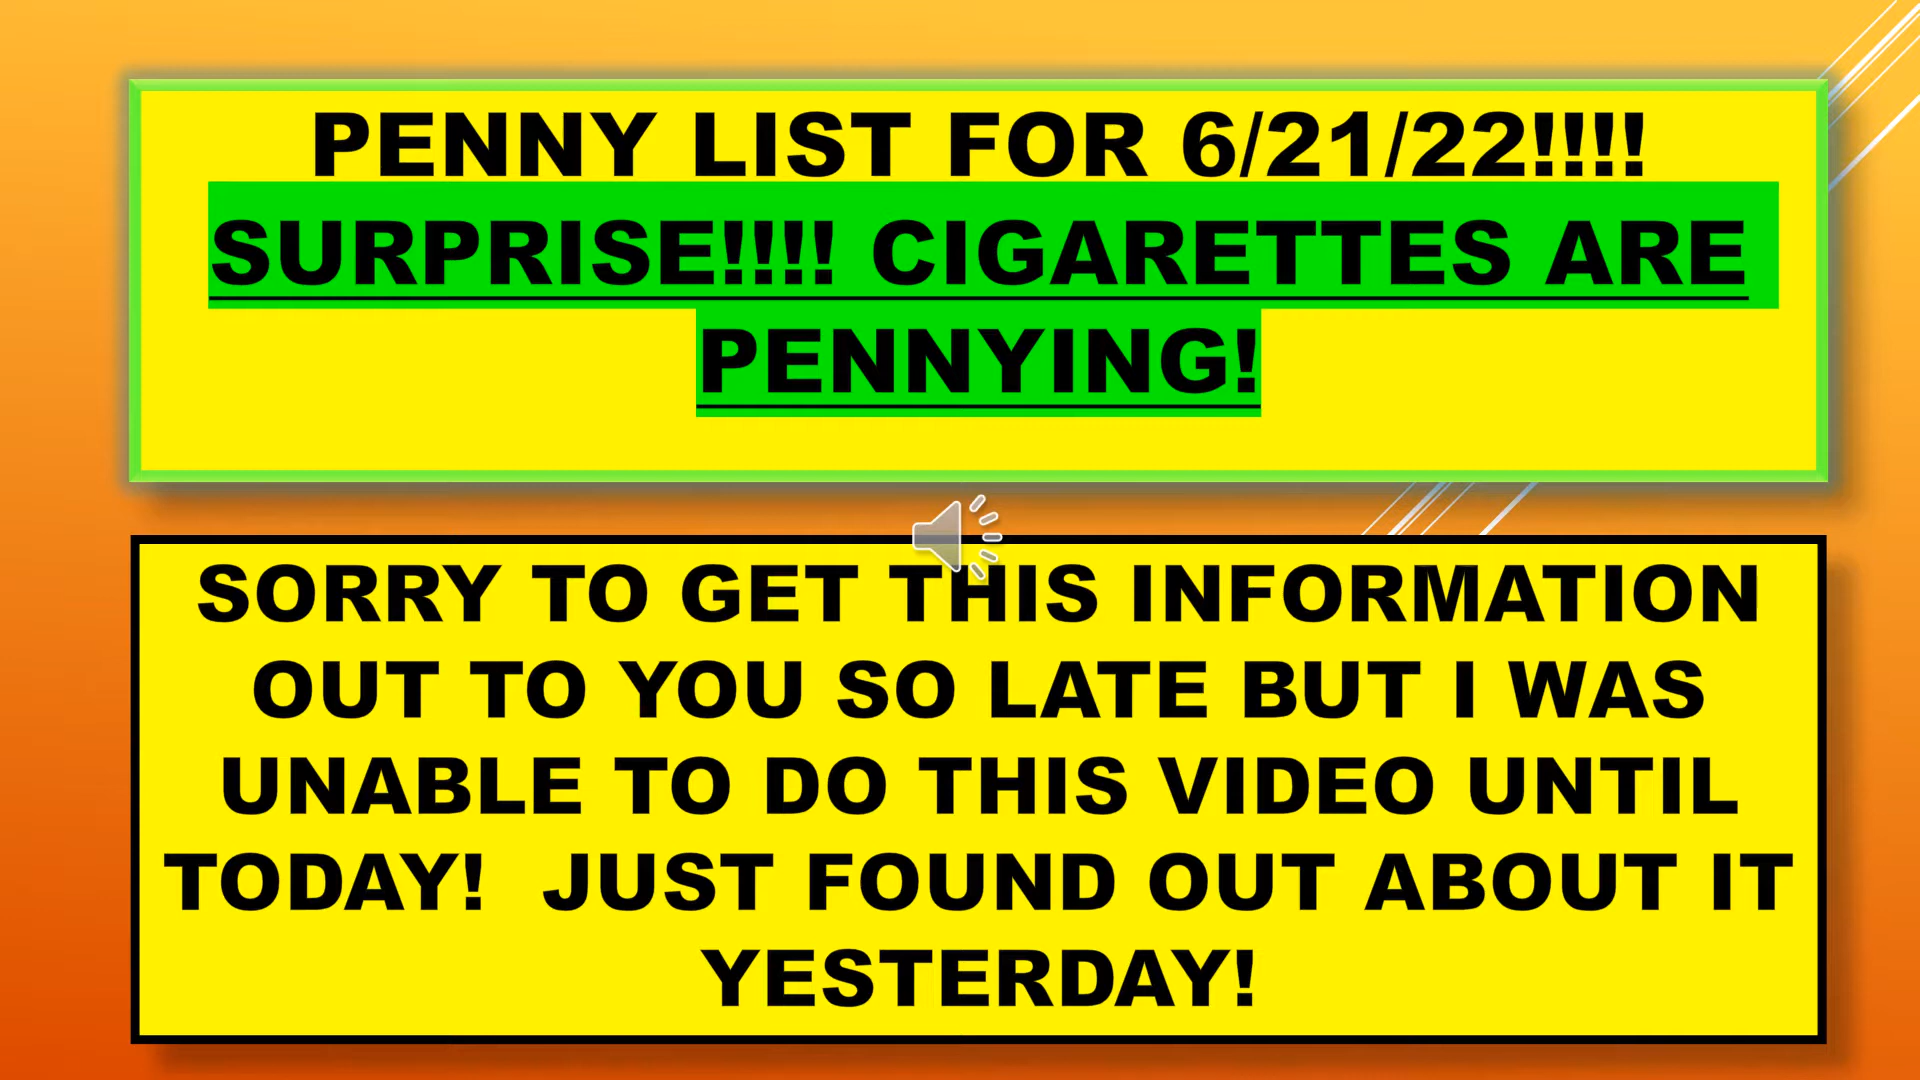 PENNY LIST FOR 6/21/22!!!!
SURPRISE!!!! CIGARETTES ARE
PENNYING!
SORRY TO GET THIS INFORMATION
OUT TO YOU SO LATE BUT I WAS
UNABLE TO DO THIS VIDEO UNTIL
TODAY!  JUST FOUND OUT ABOUT IT
YESTERDAY!